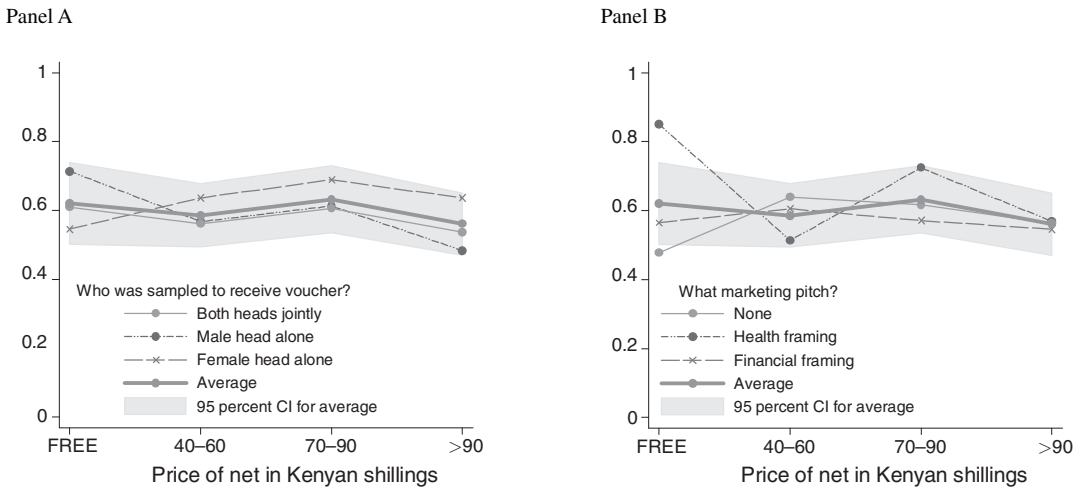 Panel A
1
0.8
0.6
0.4
0.2
0
Who was sampled to receive voucher?
Both heads jointly
Male head alone
Female head alone
Average
95 percent CI for average
FREE 40–60 70–90 >90
Price of net in Kenyan shillings
Panel B
1
0.8
0.6
0.4
0.2
0
What marketing pitch?
None
Health framing
Financial framing
Average
95 percent CI for average
FREE 40–60 70–90 >90
Price of net in Kenyan shillings